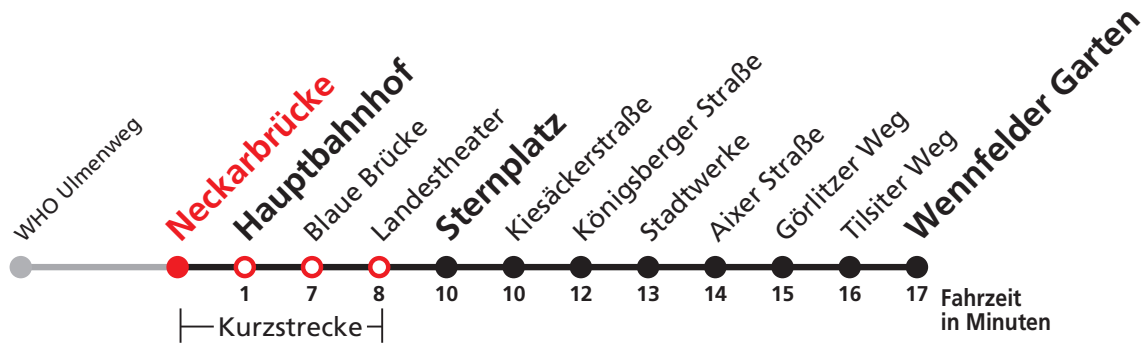 WHO Ulmenweg
Neckarbrücke
Hauptbahnhof
Blaue Brücke
Landestheater
Sternplatz
Kiesäckerstraße
Königsberger Straße
Stadtwerke
Aixer Straße
Görlitzer Weg
Tilsiter Weg
Wennfelder Garten
1 7 8 10 10 12 13 14 15 16 17
Fahrzeit
in Minuten
Kurzstrecke